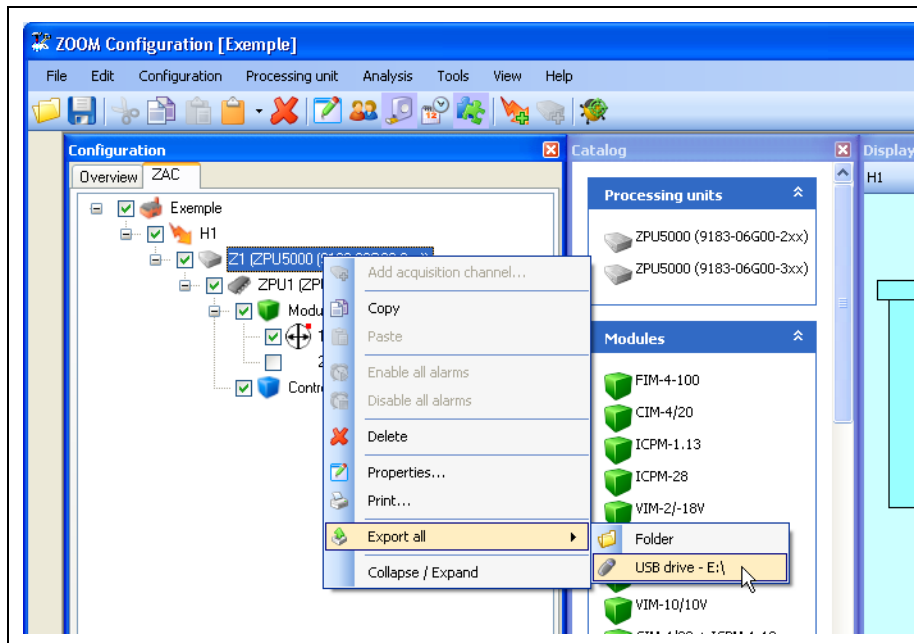 ZOOM Configuration [Exemple]
File Edit Configuration Processing unit Analysis Tools View Help
Configuration
Overview ZAC
Exemple
H1
Z1 (ZPU5000
ZPU1 (ZP
Modu
1
2
Contr
Add acquisition channel...
Copy
Paste
Enable all alarms
Disable all alarms
Delete
Properties...
Print...
Export all
Collapse / Expand
Folder
USB drive - E:\
Catalog
Processing units
ZPU5000 (9183-06G00-2xx)
ZPU5000 (9183-06G00-3xx)
Modules
FIM-4-100
CIM-4/20
ICPM-1.13
ICPM-28
VIM-2/-18V
VIM-10/10V
Display
H1